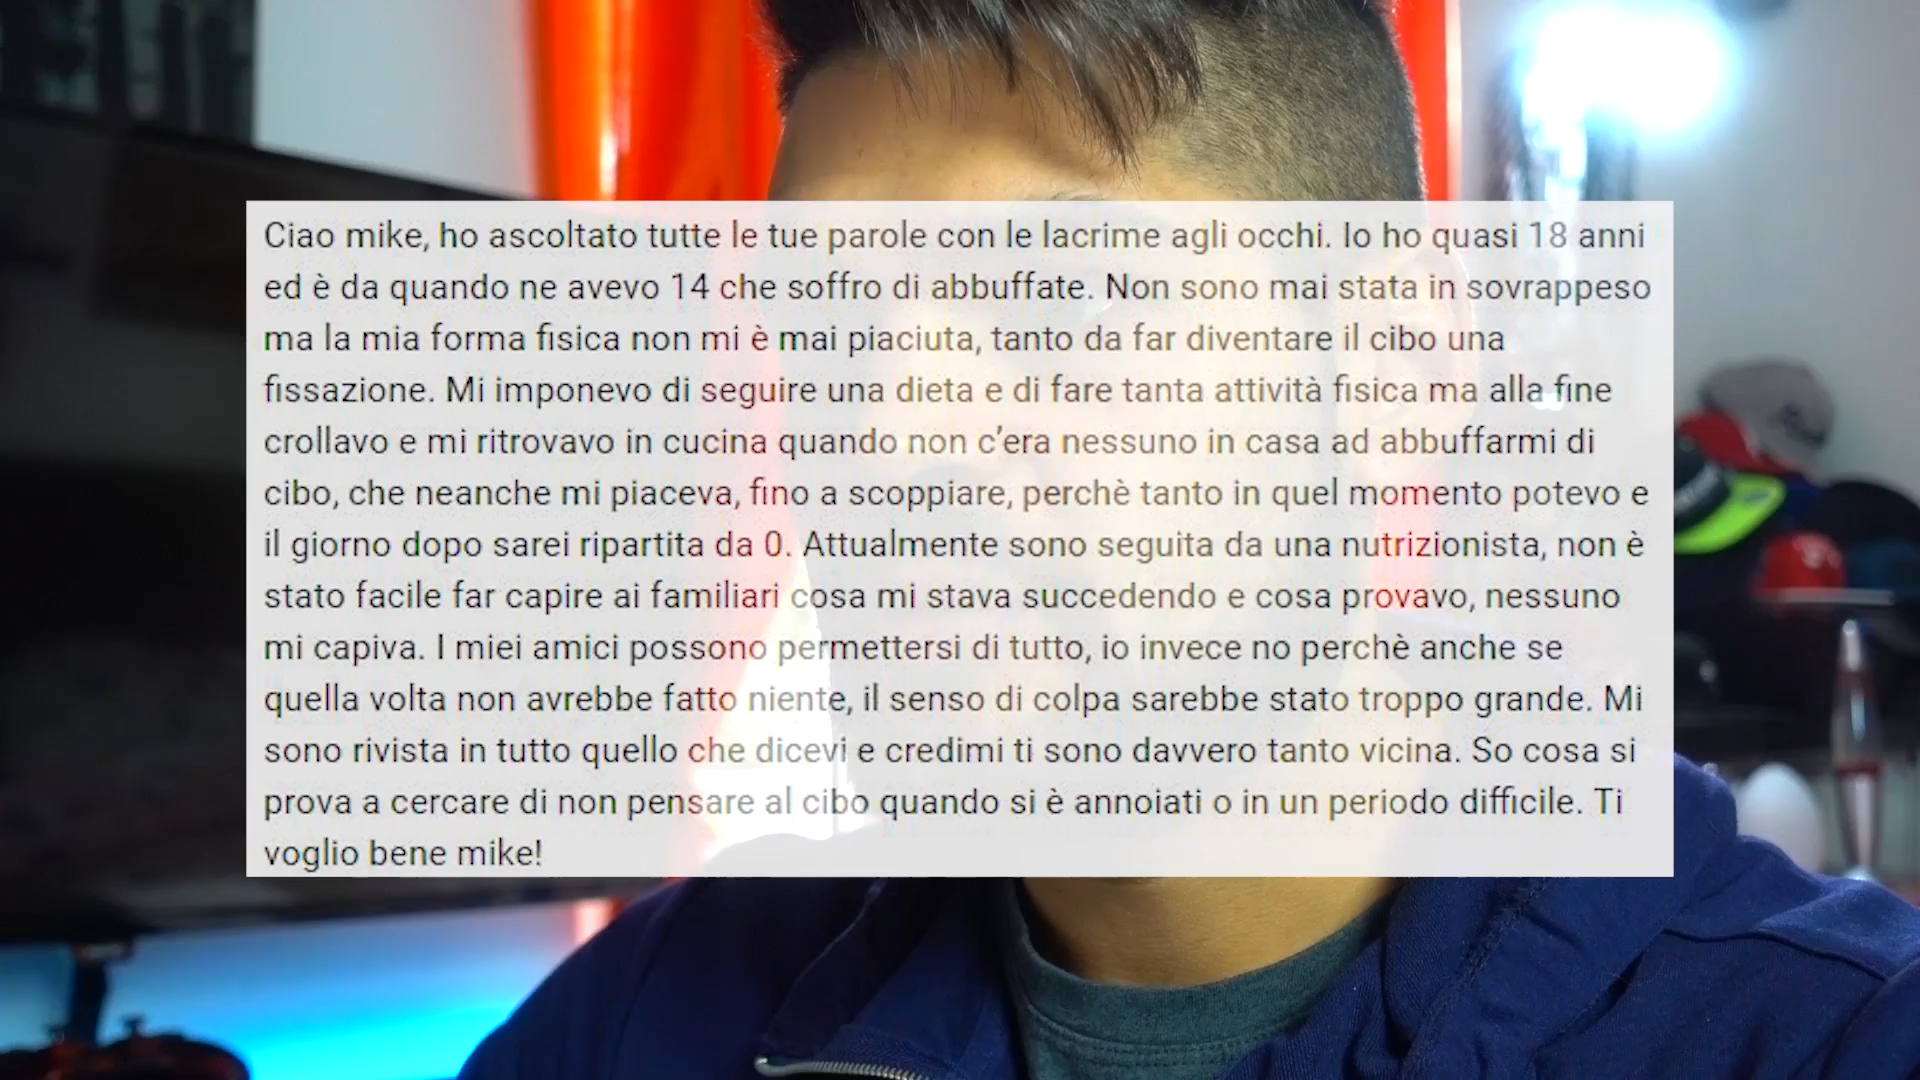 Ciao mike, ho ascoltato tutte le tue parole con le lacrime agli occhi. Io ho quasi 18 anni
ed è da quando ne avevo 14 che soffro di abbuffate. Non sono mai stata in sovrappeso
ma la mia forma fisica non mi è mai piaciuta, tanto da far diventare il cibo una
fissazione. Mi imponevo di seguire una dieta e di fare tanta attività fisica ma alla fine
crollavo e mi ritrovavo in cucina quando non c'era nessuno in casa ad abbuffarmi di
cibo, che neanche mi piaceva, fino a scoppiare, perchè tanto in quel momento potevo e
il giorno dopo sarei ripartita da 0. Attualmente sono seguita da una nutrizionista, non è
stato facile far capire ai familiari cosa mi stava succedendo e cosa provavo, nessuno
mi capiva. I miei amici possono permettersi di tutto, io invece no perchè anche se
quella volta non avrebbe fatto niente, il senso di colpa sarebbe stato troppo grande. Mi
sono rivista in tutto quello che dicevi e credimi ti sono davvero tanto vicina. So cosa si
prova a cercare di non pensare al cibo quando si è annoiati o in un periodo difficile. Ti
voglio bene mike!